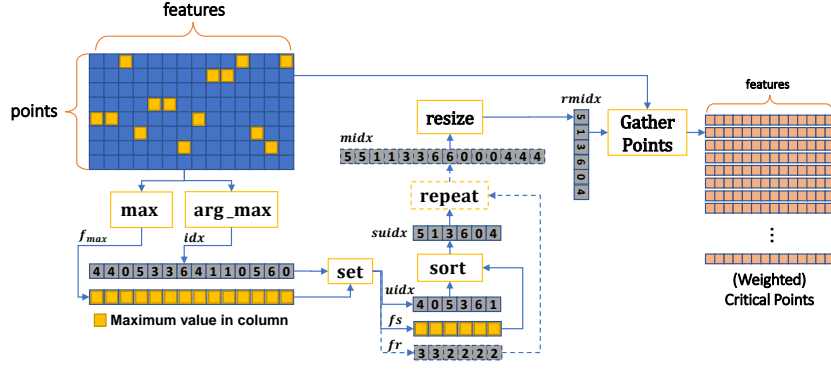 features
points
max
arg_max
f_max
idx
4 4 0 5 3 3 6 4 1 1 0 5 6 0
Maximum value in column
set
uidx
4 0 5 3 6 1
fs
fr
3 3 2 2 2 2
sort
suidx
5 1 3 6 0 4
repeat
midx
5 5 1 1 3 3 6 6 0 0 0 4 4 4
resize
rmidx
5 1 3 6 0 4
Gather
Points
features
...
(Weighted)
Critical Points